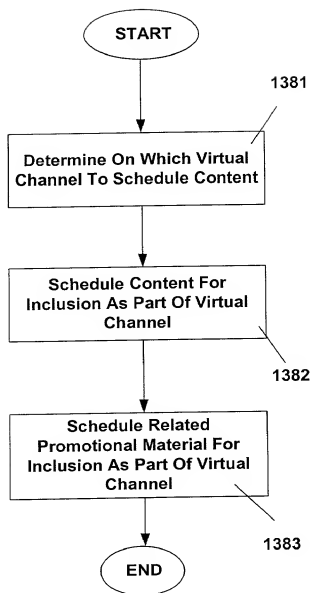 START
1381
Determine On Which Virtual
Channel To Schedule Content
Schedule Content For
Inclusion As Part Of Virtual
Channel
1382
Schedule Related
Promotional Material For
Inclusion As Part Of Virtual
Channel
1383
END